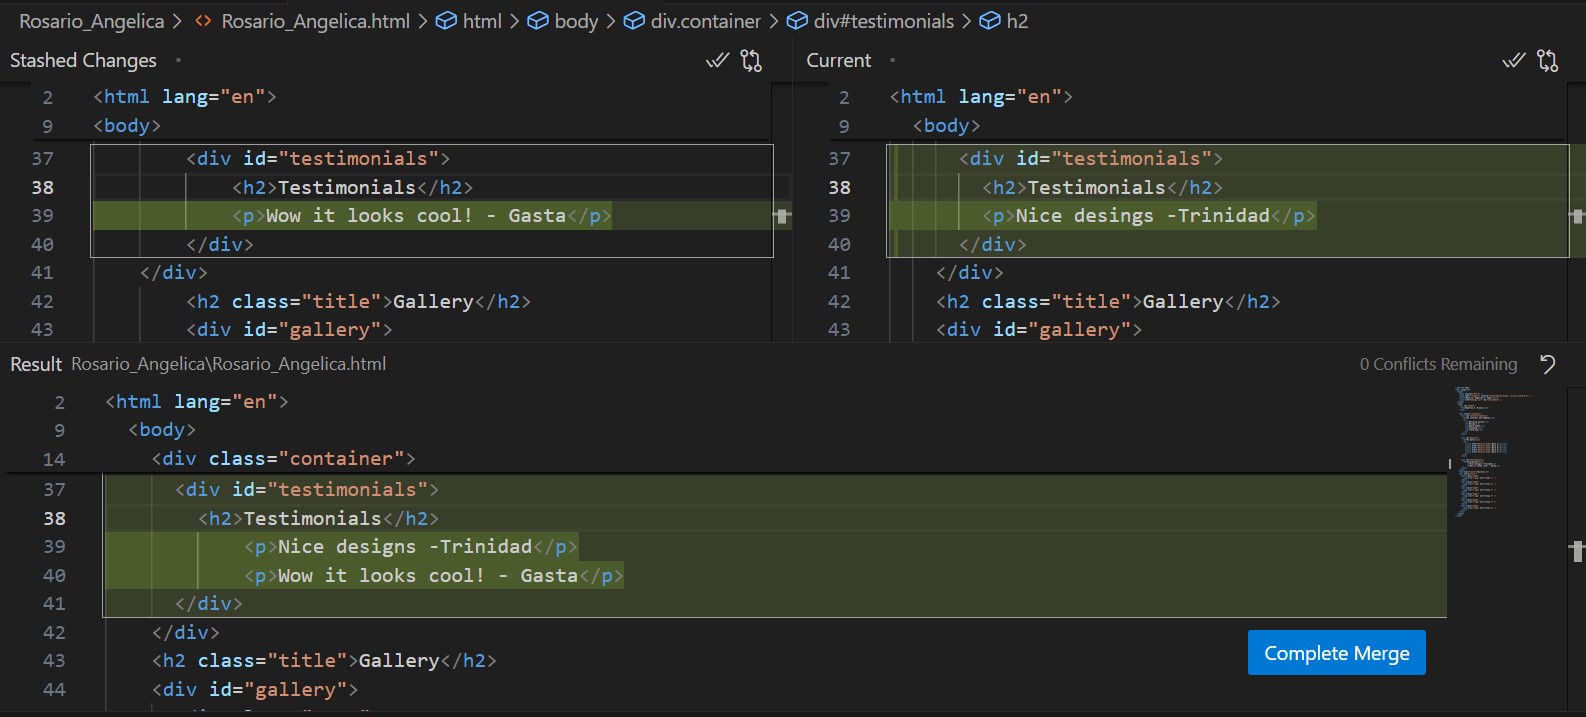 Rosario_Angelica > <> Rosario_Angelica.html > html > body > div.container > div#testimonials > h2
Stashed Changes
2 <html lang="en">
9 <body>
37 <div id="testimonials">
38 <h2>Testimonials</h2>
39 <p>Wow it looks cool! - Gasta</p>
40 </div>
41 </div>
42 <h2 class="title">Gallery</h2>
43 <div id="gallery">
Current
2 <html lang="en">
9 <body>
37 <div id="testimonials">
38 <h2>Testimonials</h2>
39 <p>Nice desings -Trinidad</p>
40 </div>
41 </div>
42 <h2 class="title">Gallery</h2>
43 <div id="gallery">
Result Rosario_Angelica\Rosario_Angelica.html
0 Conflicts Remaining
2 <html lang="en">
9 <body>
14 <div class="container">
37 <div id="testimonials">
38 <h2>Testimonials</h2>
39 <p>Nice designs -Trinidad</p>
40 <p>Wow it looks cool! - Gasta</p>
41 </div>
42 </div>
43 <h2 class="title">Gallery</h2>
44 <div id="gallery">
Complete Merge